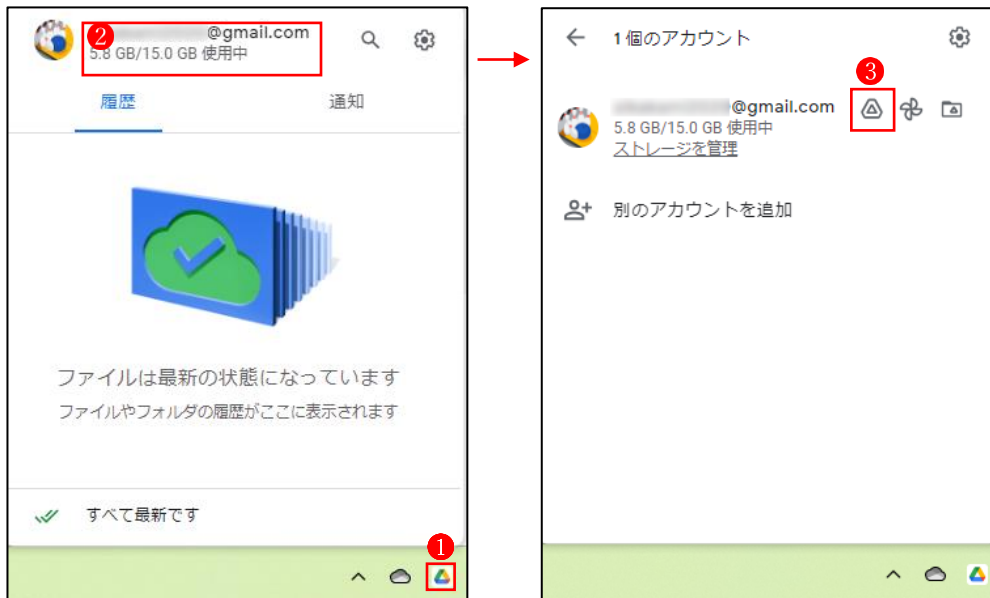 2
@gmail.com
5.8 GB/15.0 GB 使用中
履歴
通知
ファイルは最新の状態になっています
ファイルやフォルダの履歴がここに表示されます
すべて最新です
1
1 個のアカウント
3
@gmail.com
5.8 GB/15.0 GB 使用中
ストレージを管理
別のアカウントを追加